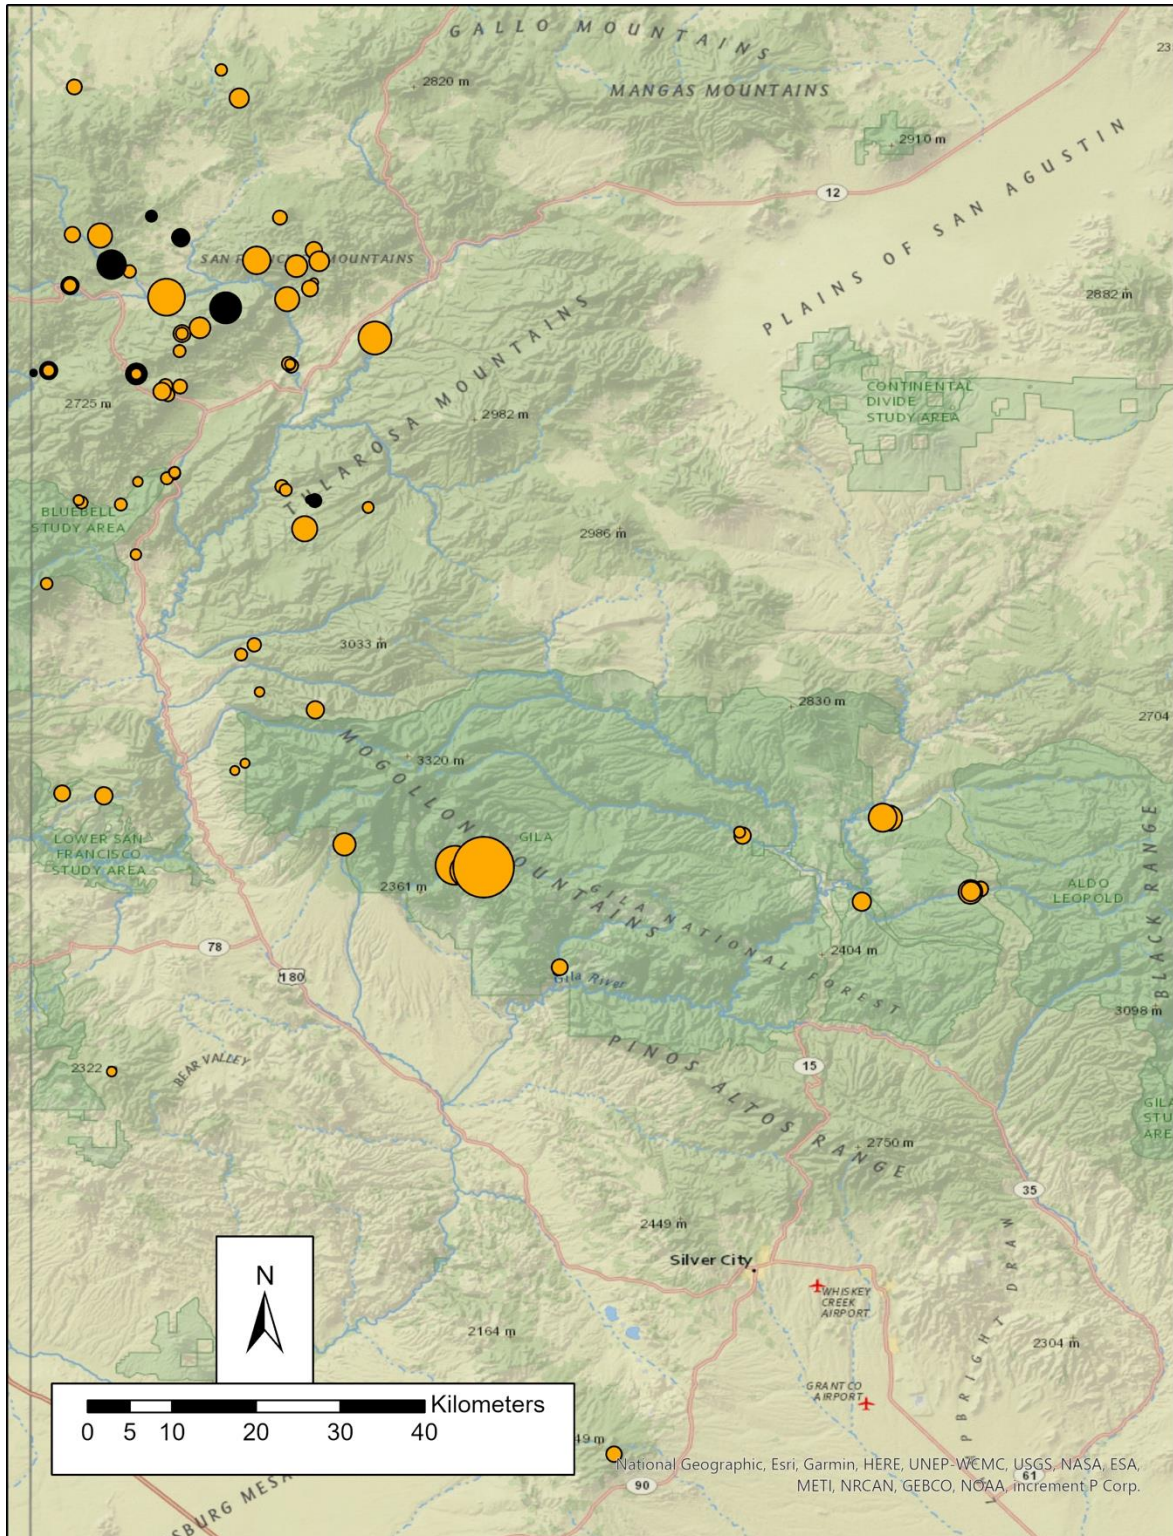 GALLO MOUNTAINS
23
2820 m
MANGAS MOUNTAINS
2910 m
12
PLAINS OF SAN AGUSTIN
MOUNTAINS
2882 m
TULAROSA MOUNTAINS
CONTINENTAL
DIVIDE
STUDY AREA
2725 m
2982 m
BLUEBELL
STUDY AREA
2986 m
3033 m
2830 m
2704
MOGOLLON MOUNTAINS
3320 m
LOWER SAN
FRANCISCO
STUDY AREA
GILA
2361 m
GILA NATIONAL FOREST
ALDO
LEOPOLD
BLACK RANGE
2404 m
78
180
Gila River
3098 m
PINOS ALTOS RANGE
15
2322
BEAR VALLEY
GILA
STU
ARE
2750 m
35
2449 m
Silver City
WHISKEY
CREEK
AIRPORT
DRAW
2164 m
2304 m
N
GRANT CO
AIRPORT
Kilometers
0 5 10 20 30 40
49 m
90
61
SBURG MESA
National Geographic, Esri, Garmin, HERE, UNEP-WCMC, USGS, NASA, ESA,
METI, NRCAN, GEBCO, NOAA, increment P Corp.